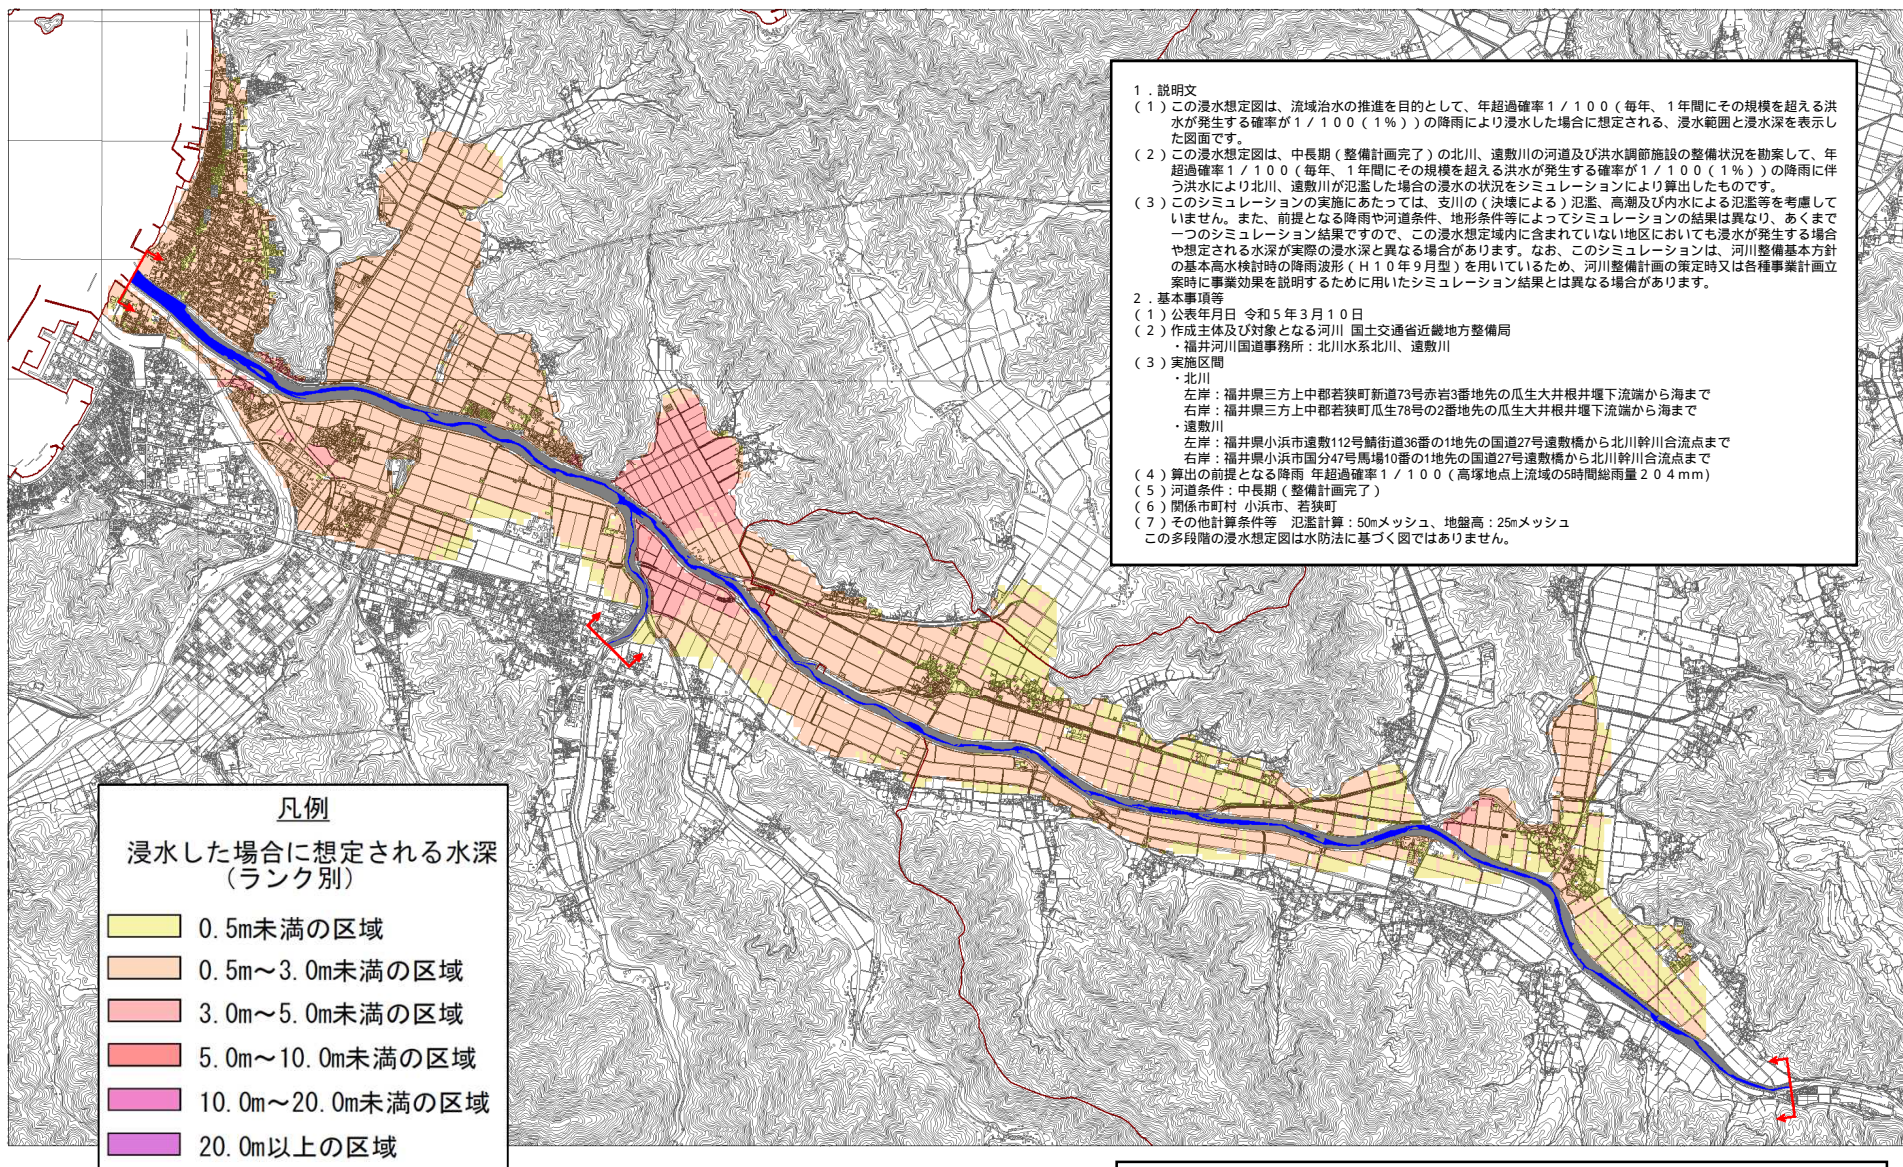 1．説明文
（1）この浸水想定図は、流域治水の推進を目的として、年超過確率1／100（毎年、1年間にその規模を超える洪
水が発生する確率が1／100（1%））の降雨により浸水した場合に想定される、浸水範囲と浸水深を表示し
た図面です。
（2）この浸水想定図は、中長期（整備計画完了）の北川、遠敷川の河道及び洪水調節施設の整備状況を勘案して、年
超過確率1／100（毎年、1年間にその規模を超える洪水が発生する確率が1／100（1%））の降雨に伴
う洪水により北川、遠敷川が氾濫した場合の浸水の状況をシミュレーションにより算出したものです。
（3）このシミュレーションの実施にあたっては、支川の（決壊による）氾濫、高潮及び内水による氾濫等を考慮して
いません。また、前提となる降雨や河道条件、地形条件等によってシミュレーションの結果は異なり、あくまで
一つのシミュレーション結果ですので、この浸水想定域内に含まれていない地区においても浸水が発生する場合
や想定される水深が実際の浸水深と異なる場合があります。なお、このシミュレーションは、河川整備基本方針
の基本高水検討時の降雨波形（H10年9月型）を用いているため、河川整備計画の策定時又は各種事業計画立
案時に事業効果を説明するために用いたシミュレーション結果とは異なる場合があります。
2．基本事項等
（1）公表年月日 令和5年3月10日
（2）作成主体及び対象となる河川 国土交通省近畿地方整備局
・福井河川国道事務所：北川水系北川、遠敷川
（3）実施区間
・北川
左岸：福井県三方上中郡若狭町新道73号赤岩3番地先の瓜生大井根井堰下流端から海まで
右岸：福井県三方上中郡若狭町瓜生78号の2番地先の瓜生大井根井堰下流端から海まで
・遠敷川
左岸：福井県小浜市遠敷112号鯖街道36番の1地先の国道27号遠敷橋から北川幹川合流点まで
右岸：福井県小浜市国分47号馬場10番の1地先の国道27号遠敷橋から北川幹川合流点まで
（4）算出の前提となる降雨 年超過確率1／100（高塚地点上流域の5時間総雨量204mm）
（5）河道条件：中長期（整備計画完了）
（6）関係市町村 小浜市、若狭町
（7）その他計算条件等 氾濫計算：50mメッシュ、地盤高：25mメッシュ
この多段階の浸水想定図は水防法に基づく図ではありません。
凡例
浸水した場合に想定される水深
（ランク別）
0.5m未満の区域
0.5m～3.0m未満の区域
3.0m～5.0m未満の区域
5.0m～10.0m未満の区域
10.0m～20.0m未満の区域
20.0m以上の区域